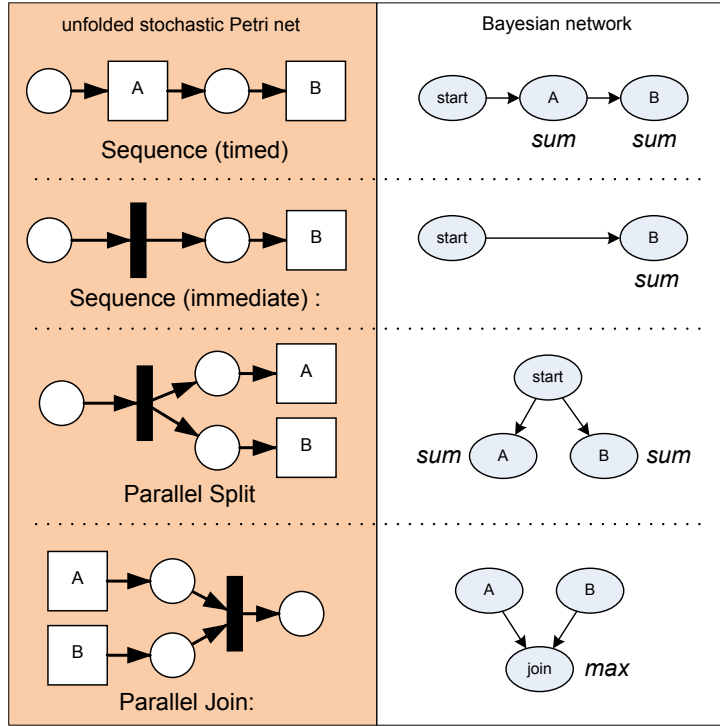 unfolded stochastic Petri net
Bayesian network
A
B
Sequence (timed)
start
A
B
sum
sum
B
Sequence (immediate) :
start
B
sum
A
B
Parallel Split
start
sum
A
B
sum
A
B
Parallel Join:
A
B
join
max